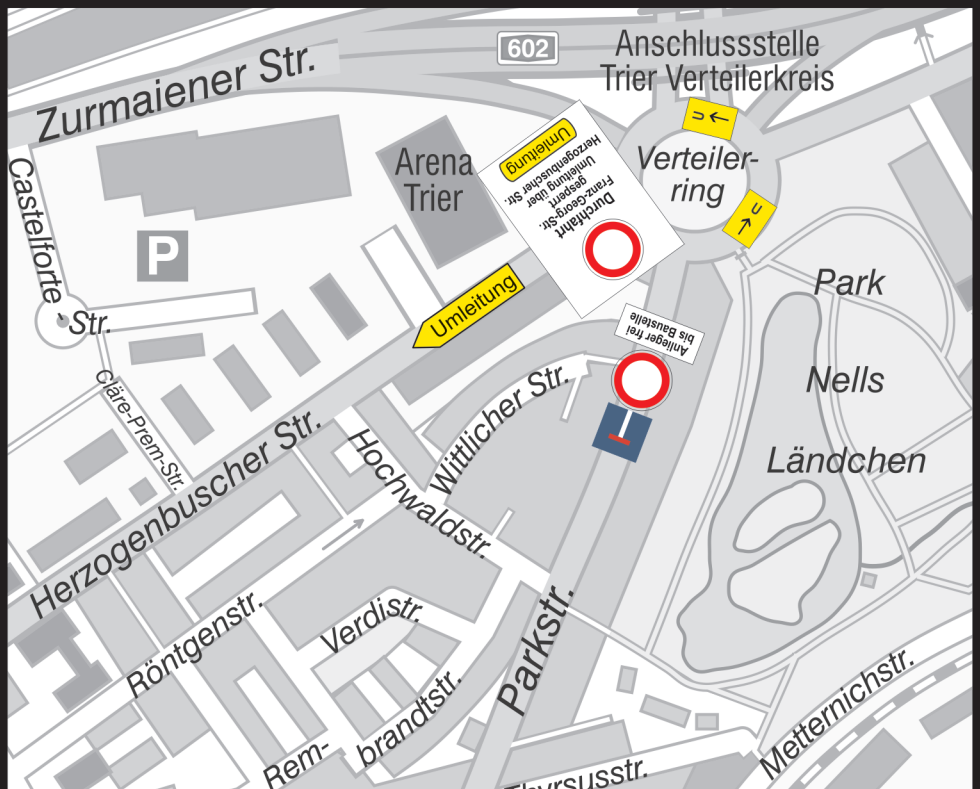 602
Anschlussstelle
Trier Verteilerkreis
Zurmaiener Str.
U
Arena
Trier
Umleitung
Herzogenbuscher Str.
Umleitung über
gesperrt
Franz-Georg-Str.
Durchfahrt
Verteiler-
ring
U
Castelforte
Str.
P
Park
Umleitung
Anlieger frei
bis Baustelle
Nells
Ländchen
Cläre-Prem-Str.
Wittlicher Str.
Herzogenbuscher Str.
Hochwaldstr.
Röntgenstr.
Verdistr.
Parkstr.
Rem-
brandtstr.
Metternichstr.
Thyrsusstr.